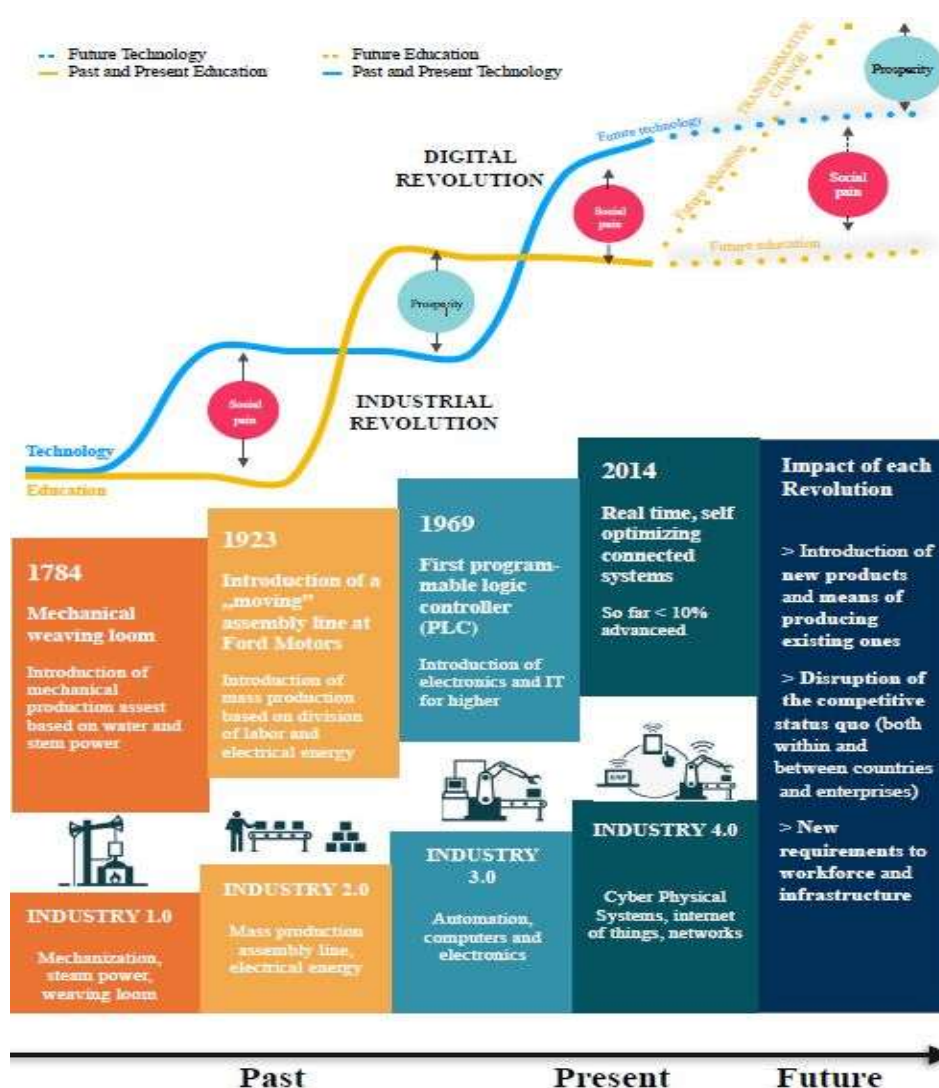 Future Technology
Future Education
Past and Present Education
Past and Present Technology
TRANSFORMATIVE
CHANGE
Prosperity
Future technology
DIGITAL
REVOLUTION
Social
pain
Social
pain
Future education
Future education
Prosperity
Social
pain
INDUSTRIAL
REVOLUTION
Technology
Education
1784
Mechanical
weaving loom
Introduction of
mechanical
production assest
based on water and
stem power
1923
Introduction of a
„moving”
assembly line at
Ford Motors
Introduction of
mass production
based on division
of labor and
electrical energy
1969
First program-
mable logic
controller
(PLC)
Introduction of
electronics and IT
for higher
2014
Real time, self
optimizing
connected
systems
So far < 10%
advanceed
Impact of each
Revolution
> Introduction of
new products
and means of
producing
existing ones
> Disruption of
the competitive
status quo (both
within and
between countries
and enterprises)
> New
requirements to
workforce and
infrastructure
INDUSTRY 1.0
Mechanization,
steam power,
weaving loom
INDUSTRY 2.0
Mass production
assembly line,
electrical energy
INDUSTRY
3.0
Automation,
computers and
electronics
INDUSTRY 4.0
Cyber Physical
Systems, internet
of things, networks
Past
Present
Future